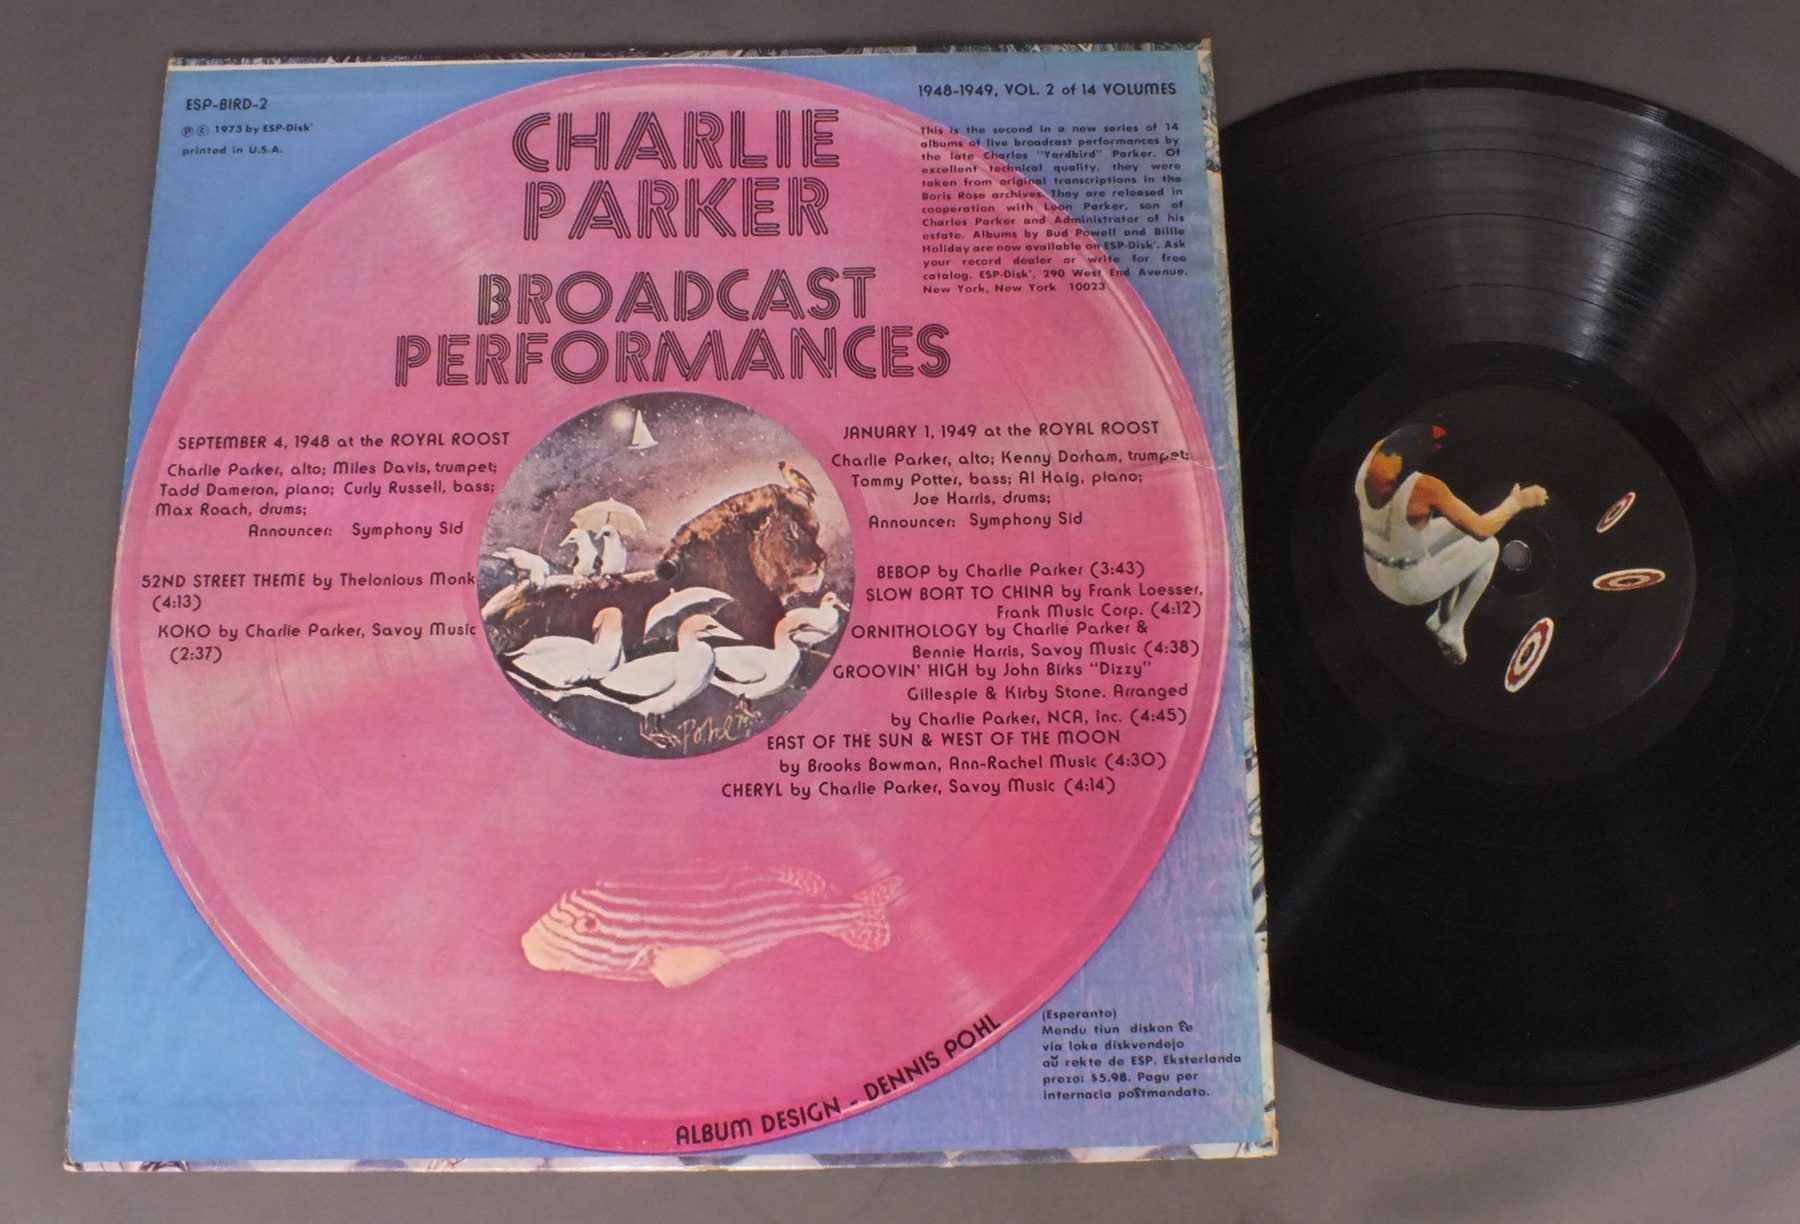 ESP-BIRD-2
Ⓟ © 1973 by ESP-Disk'
printed in U.S.A.
1948-1949, VOL. 2 of 14 VOLUMES
This is the second in a new series of 14
albums of live broadcast performances by
the late Charles "Yardbird" Parker. Of
excellent technical quality, they were
taken from original transcriptions in the
Boris Rose archives. They are released in
cooperation with Leon Parker, son of
Charles Parker and Administrator of his
estate. Albums by Bud Powell and Billie
Holiday are now available on ESP-Disk'. Ask
your record dealer or write for free
catalog. ESP-Disk', 290 West End Avenue,
New York, New York 10023
CHARLIE
PARKER
BROADCAST
PERFORMANCES
SEPTEMBER 4, 1948 at the ROYAL ROOST
Charlie Parker, alto; Miles Davis, trumpet;
Tadd Dameron, piano; Curly Russell, bass;
Max Roach, drums;
Announcer: Symphony Sid
52ND STREET THEME by Thelonious Monk
(4:13)
KOKO by Charlie Parker, Savoy Music
(2:37)
JANUARY 1, 1949 at the ROYAL ROOST
Charlie Parker, alto; Kenny Dorham, trumpet;
Tommy Potter, bass; Al Haig, piano;
Joe Harris, drums;
Announcer: Symphony Sid
BEBOP by Charlie Parker (3:43)
SLOW BOAT TO CHINA by Frank Loesser,
Frank Music Corp. (4:12)
ORNITHOLOGY by Charlie Parker &
Bennie Harris, Savoy Music (4:38)
GROOVIN' HIGH by John Birks "Dizzy"
Gillespie & Kirby Stone. Arranged
by Charlie Parker, NCA, Inc. (4:45)
EAST OF THE SUN & WEST OF THE MOON
by Brooks Bowman, Ann-Rachel Music (4:30)
CHERYL by Charlie Parker, Savoy Music (4:14)
Pohl
ALBUM DESIGN - DENNIS POHL
(Esperanto)
Mendu tiun diskon ĉe
via loka diskvendejo
aŭ rekte de ESP. Eksterlanda
prezo: $5.98. Pagu per
internacia poŝtmandato.